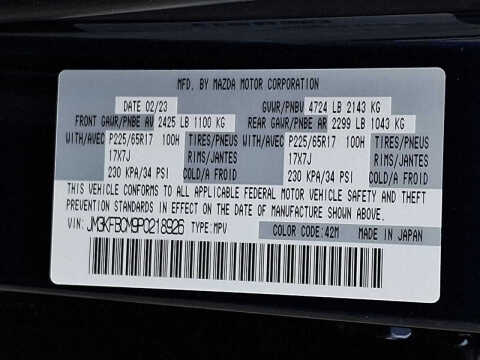 MFD. BY MAZDA MOTOR CORPORATION
DATE 02/23 GVWR/PNBV 4724 LB 2143 KG
FRONT GAWR/PNBE AV 2425 LB 1100 KG REAR GAWR/PNBE AR 2299 LB 1043 KG
WITH/AVEC P225/65R17 100H TIRES/PNEUS WITH/AVEC P225/65R17 100H TIRES/PNEUS
17X7J RIMS/JANTES 17X7J RIMS/JANTES
230 KPA/34 PSI COLD/A FROID 230 KPA/34 PSI COLD/A FROID
THIS VEHICLE CONFORMS TO ALL APPLICABLE FEDERAL MOTOR VEHICLE SAFETY AND THEFT
PREVENTION STANDARDS IN EFFECT ON THE DATE OF MANUFACTURE SHOWN ABOVE.
VIN: JM3KFBCM9P0218926 TYPE: MPV COLOR CODE: 42M MADE IN JAPAN